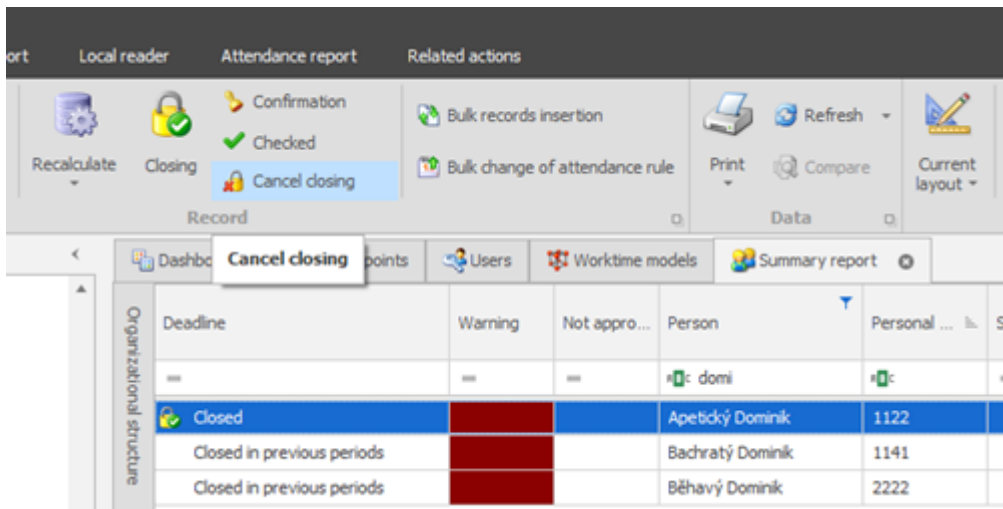 ort Local reader Attendance report Related actions
Confirmation
Checked
Cancel closing
Recalculate
Closing
Bulk records insertion
Bulk change of attendance rule
Print
Refresh
Compare
Current
layout
Record
Data
Cancel closing
Dashbo points Users Worktime models Summary report
Organizational structure
Deadline Warning Not appro... Person Personal ... S
domi
Closed Apetický Dominik 1122
Closed in previous periods Bachratý Dominik 1141
Closed in previous periods Běhavý Dominik 2222